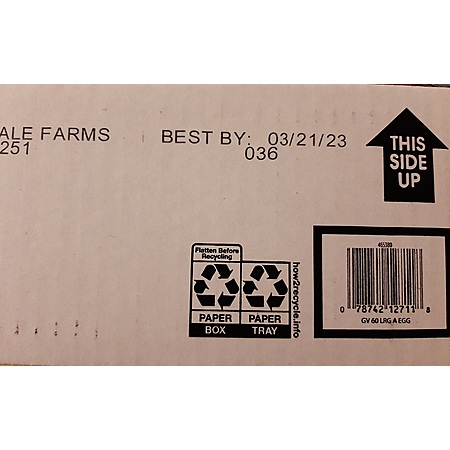 ALE FARMS
251
BEST BY: 03/21/23
036
THIS
SIDE
UP
Flatten Before
Recycling
PAPER
BOX
PAPER
TRAY
how2recycle.info
465380
0 78742 12711 8
GV 60 LRG A EGG